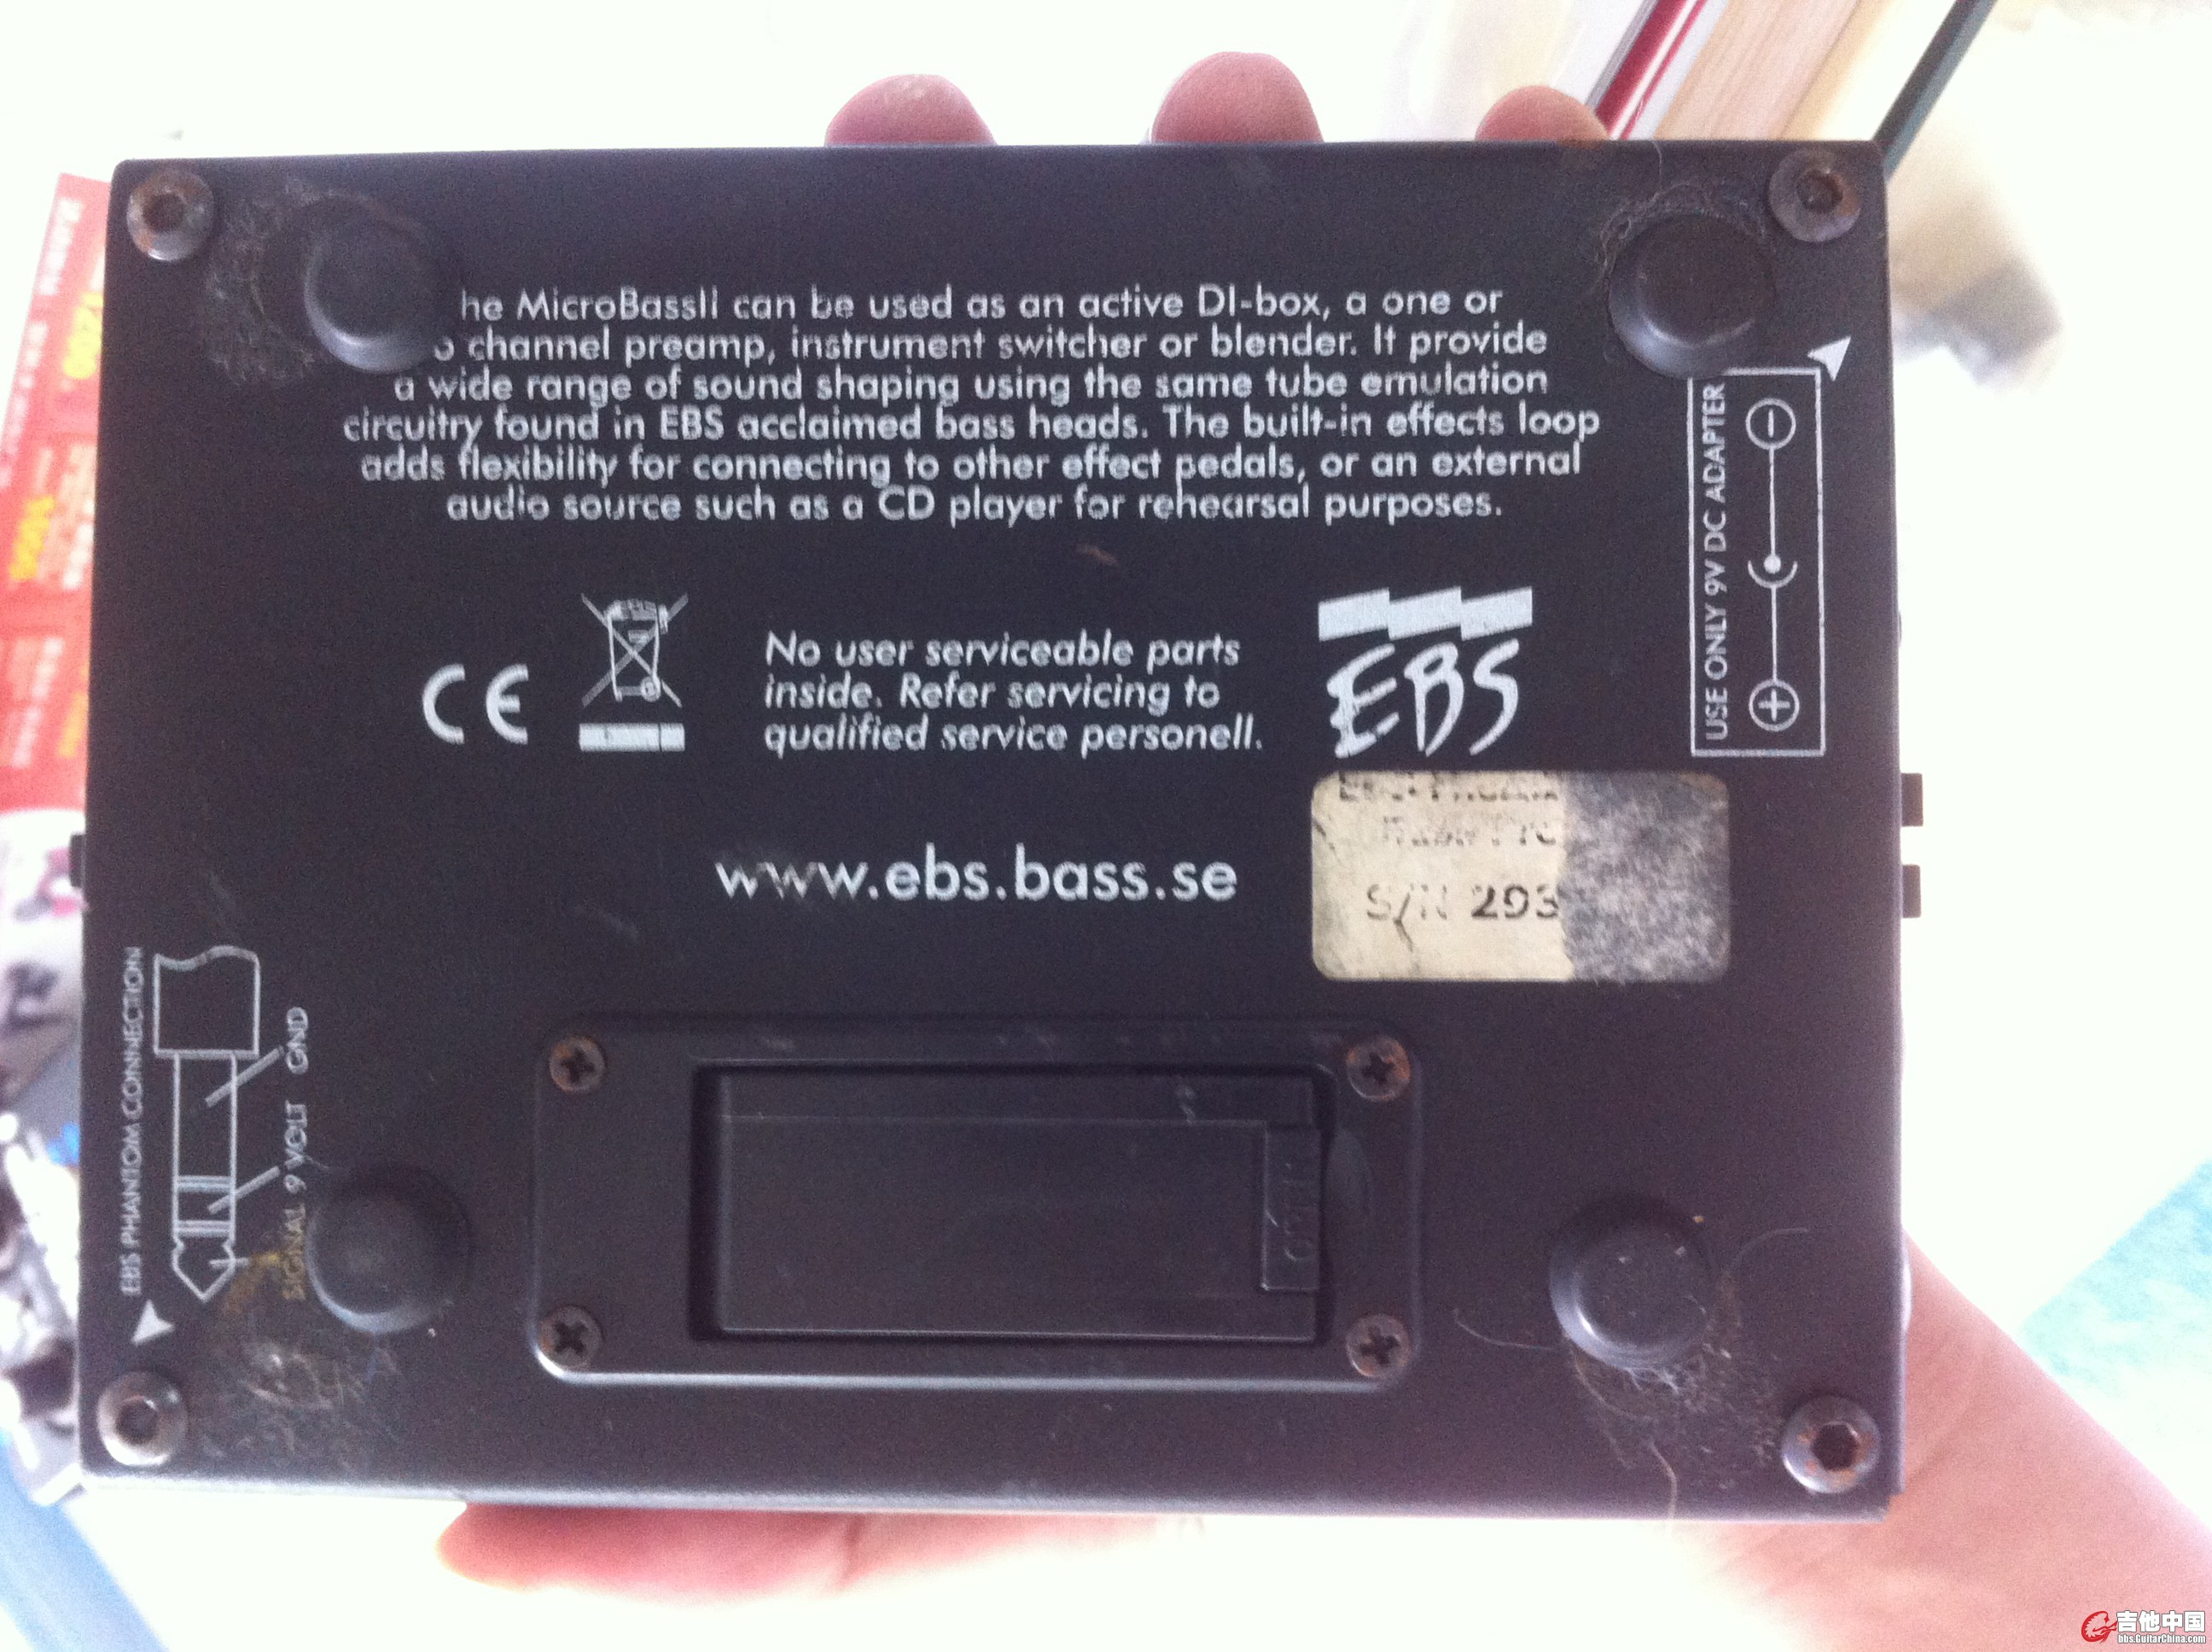 he MicroBassII can be used as an active DI-box, a one or
o channel preamp, instrument switcher or blender. It provide
a wide range of sound shaping using the same tube emulation
circuitry found in EBS acclaimed bass heads. The built-in effects loop
adds flexibility for connecting to other effect pedals, or an external
audio source such as a CD player for rehearsal purposes.
USE ONLY 9V DC ADAPTER
CE
No user serviceable parts
inside. Refer servicing to
qualified service personell.
EBS
www.ebs.bass.se
S/N 293
EBS PHANTOM CONNECTION
SIGNAL 9 VOLT GND
OPEN
吉他中国
bbs.GuitarChina.com